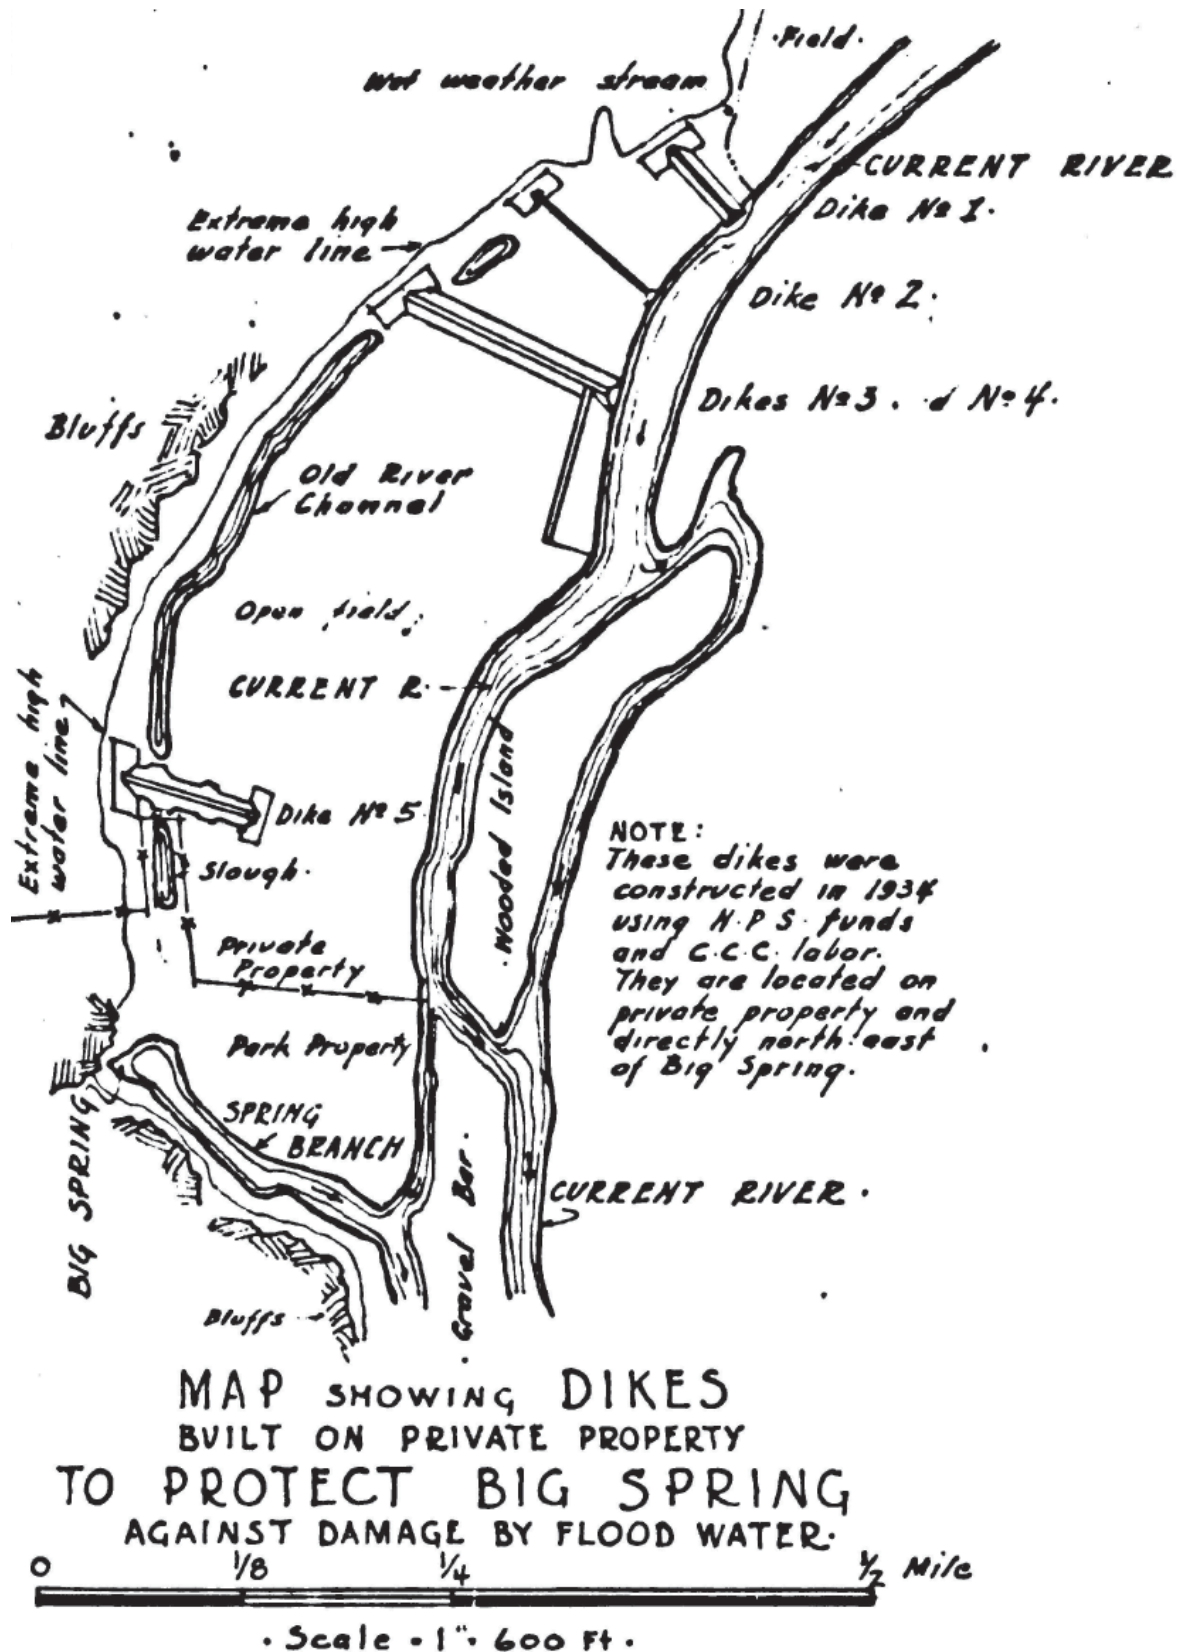 ·Field·
Wet weather stream
CURRENT RIVER
Dike № 1.
Extreme high
water line
Dike № 2.
Dikes № 3. & № 4.
Bluffs
Old River
Channel
Open field.
CURRENT R.
Extreme high
water line
Wooded Island
Dike № 5
Slough.
NOTE:
These dikes were
constructed in 1934
using N.P.S. funds
and C.C.C. labor.
They are located on
private property and
directly north east
of Big Spring.
Private
Property
Park Property
SPRING
BRANCH
BIG SPRING
Gravel Bar.
CURRENT RIVER.
Bluffs
MAP SHOWING DIKES
BUILT ON PRIVATE PROPERTY
TO PROTECT BIG SPRING
AGAINST DAMAGE BY FLOOD WATER.
0 1/8 1/4 1/2 Mile
·Scale - 1" = 600 Ft.